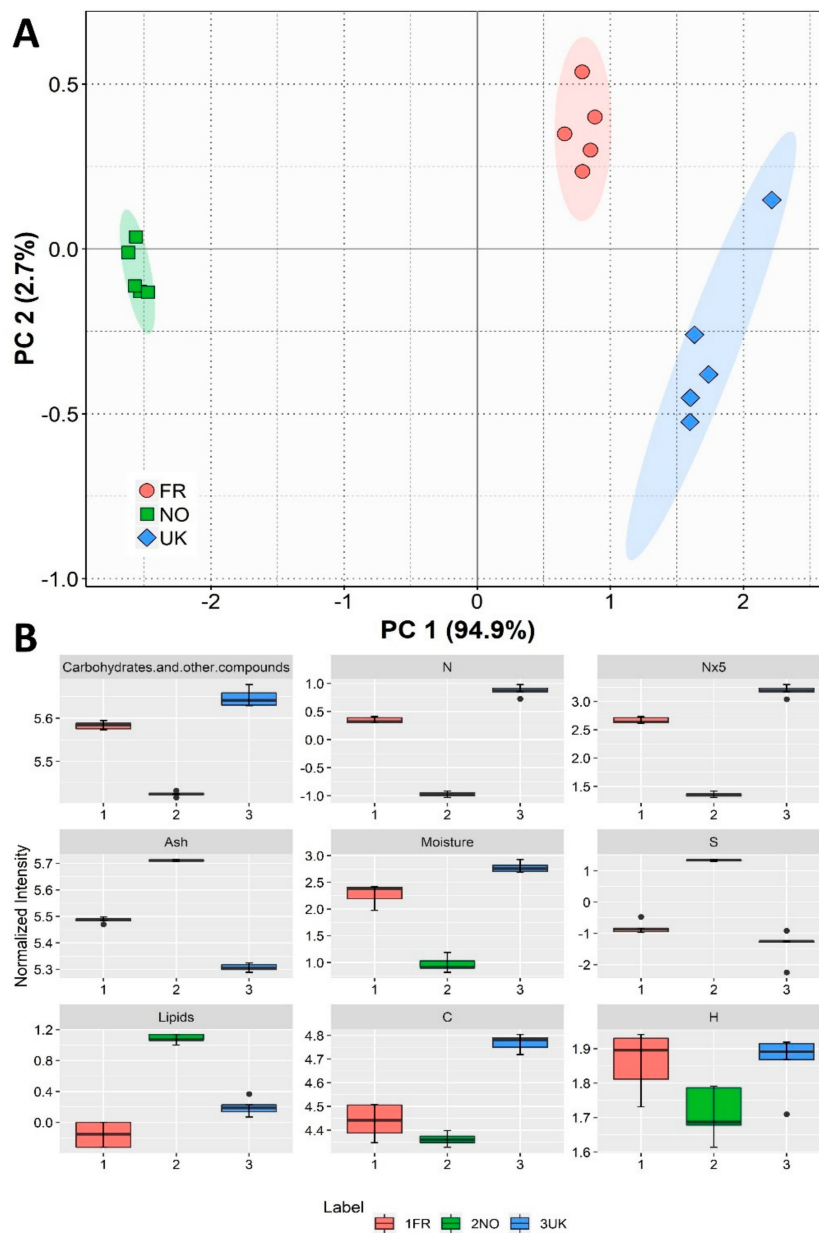 A
PC 2 (2.7%)
0.5
0.0
-0.5
-1.0
FR
NO
UK
-2
-1
0
1
2
PC 1 (94.9%)
B
Normalized Intensity
Carbohydrates.and.other.compounds
5.6
5.5
1 2 3
N
1.0
0.5
0.0
-0.5
-1.0
1 2 3
Nx5
3.0
2.5
2.0
1.5
1 2 3
Ash
5.7
5.5
5.3
1 2 3
Moisture
3.0
2.5
2.0
1.5
1.0
1 2 3
S
1
0
-1
-2
1 2 3
Lipids
1.2
0.8
0.4
0.0
1 2 3
C
4.8
4.7
4.6
4.5
4.4
1 2 3
H
1.9
1.8
1.7
1.6
1 2 3
Label
1FR 2NO 3UK